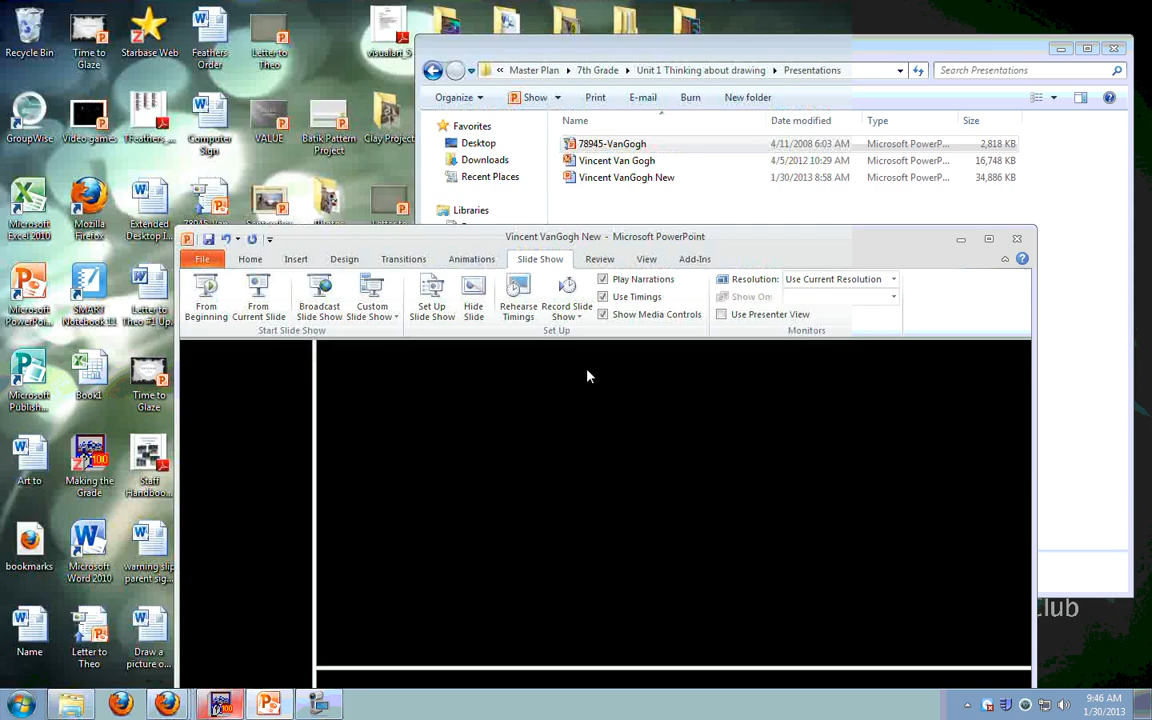 Recycle Bin
Time to Glaze
Starbase Web
Feathers Order
Letter to Theo
visualart_S
GroupWise
Video games
TFeathers_...
Computer Sign
VALUE
Batik Pattern Project
Clay Project
Microsoft Excel 2010
Mozilla Firefox
Extended Desktop I...
Microsoft PowerPoi...
SMART Notebook 11
Letter to Theo #1 Up...
Microsoft Publish...
Book1
Time to Glaze
Art to
Making the Grade
Staff Handboo...
bookmarks
Microsoft Word 2010
warning slip parent sig...
Name
Letter to Theo
Draw a picture o...
« Master Plan
7th Grade
Unit 1 Thinking about drawing
Presentations
Search Presentations
Organize
Show
Print
E-mail
Burn
New folder
Favorites
Desktop
Downloads
Recent Places
Libraries
Name
Date modified
Type
Size
78945-VanGogh
4/11/2008 6:03 AM
Microsoft PowerP...
2,818 KB
Vincent Van Gogh
4/5/2012 10:29 AM
Microsoft PowerP...
16,748 KB
Vincent VanGogh New
1/30/2013 8:58 AM
Microsoft PowerP...
34,886 KB
Vincent VanGogh New - Microsoft PowerPoint
File
Home
Insert
Design
Transitions
Animations
Slide Show
Review
View
Add-Ins
From Beginning
From Current Slide
Broadcast Slide Show
Custom Slide Show
Start Slide Show
Set Up Slide Show
Hide Slide
Rehearse Timings
Record Slide Show
Play Narrations
Use Timings
Show Media Controls
Set Up
Resolution:
Use Current Resolution
Show On:
Use Presenter View
Monitors
Club
9:46 AM
1/30/2013